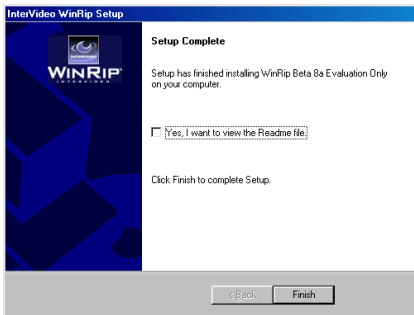 InterVideo WinRip Setup
Setup Complete
Setup has finished installing WinRip Beta 8a Evaluation Only
on your computer.
WINRIP
INTERVIDEO
Yes, I want to view the Readme file.
Click Finish to complete Setup.
< Back
Finish